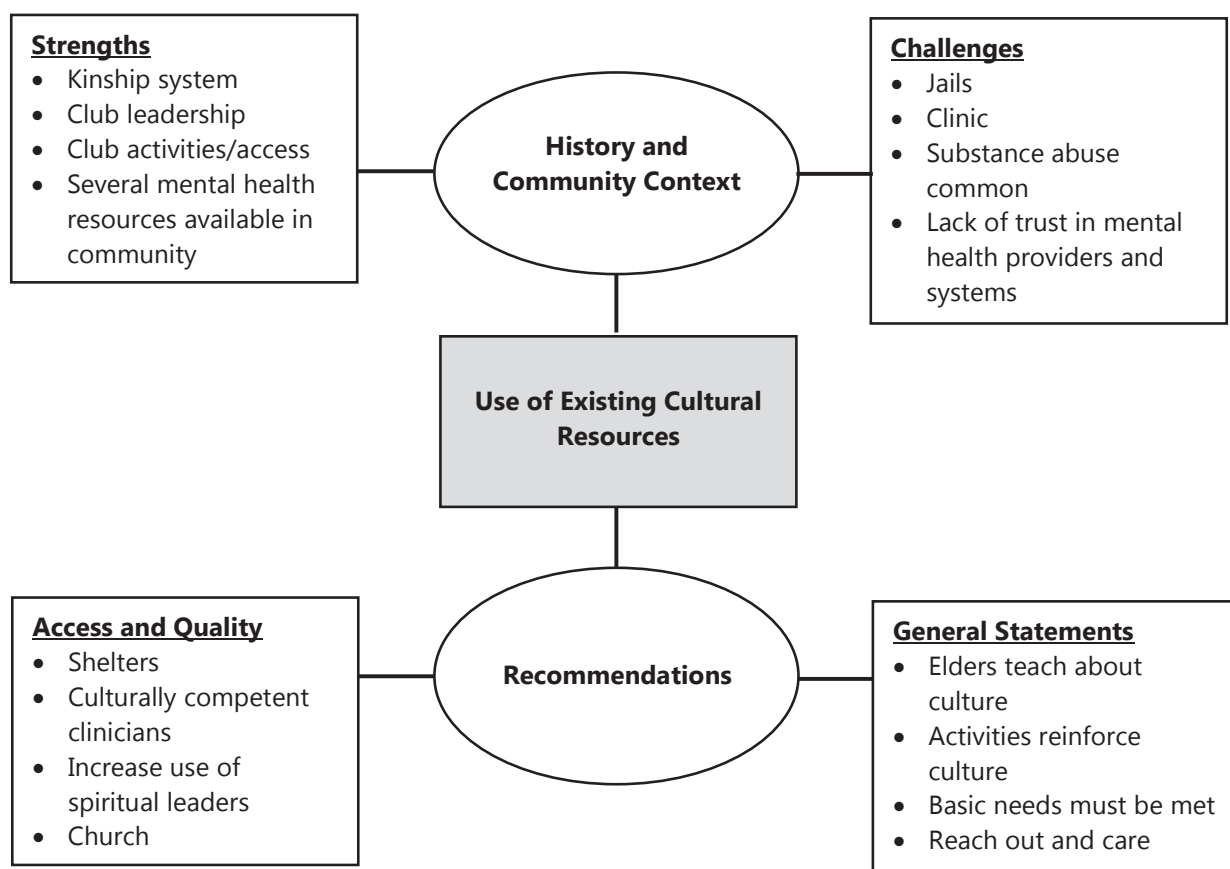 Strengths
• Kinship system
• Club leadership
• Club activities/access
• Several mental health
resources available in
community
History and
Community Context
Challenges
• Jails
• Clinic
• Substance abuse
common
• Lack of trust in mental
health providers and
systems
Use of Existing Cultural
Resources
Access and Quality
• Shelters
• Culturally competent
clinicians
• Increase use of
spiritual leaders
• Church
Recommendations
General Statements
• Elders teach about
culture
• Activities reinforce
culture
• Basic needs must be met
• Reach out and care